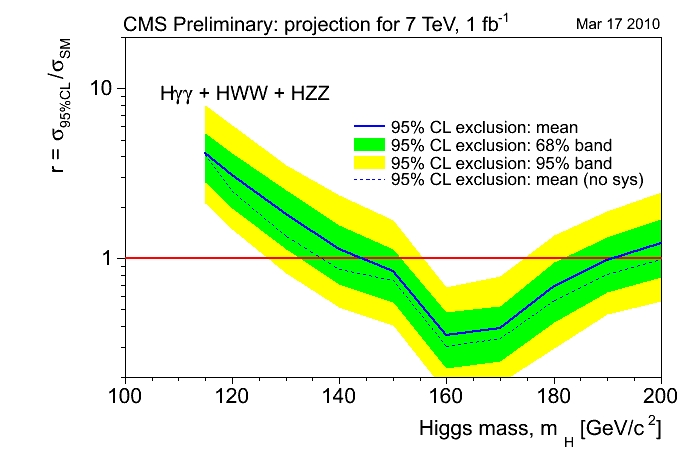 CMS Preliminary: projection for 7 TeV, 1 fb⁻¹
Mar 17 2010
r = σ95%CL/σSM
Hγγ + HWW + HZZ
95% CL exclusion: mean
95% CL exclusion: 68% band
95% CL exclusion: 95% band
95% CL exclusion: mean (no sys)
10
1
100 120 140 160 180 200
Higgs mass, m H [GeV/c²]